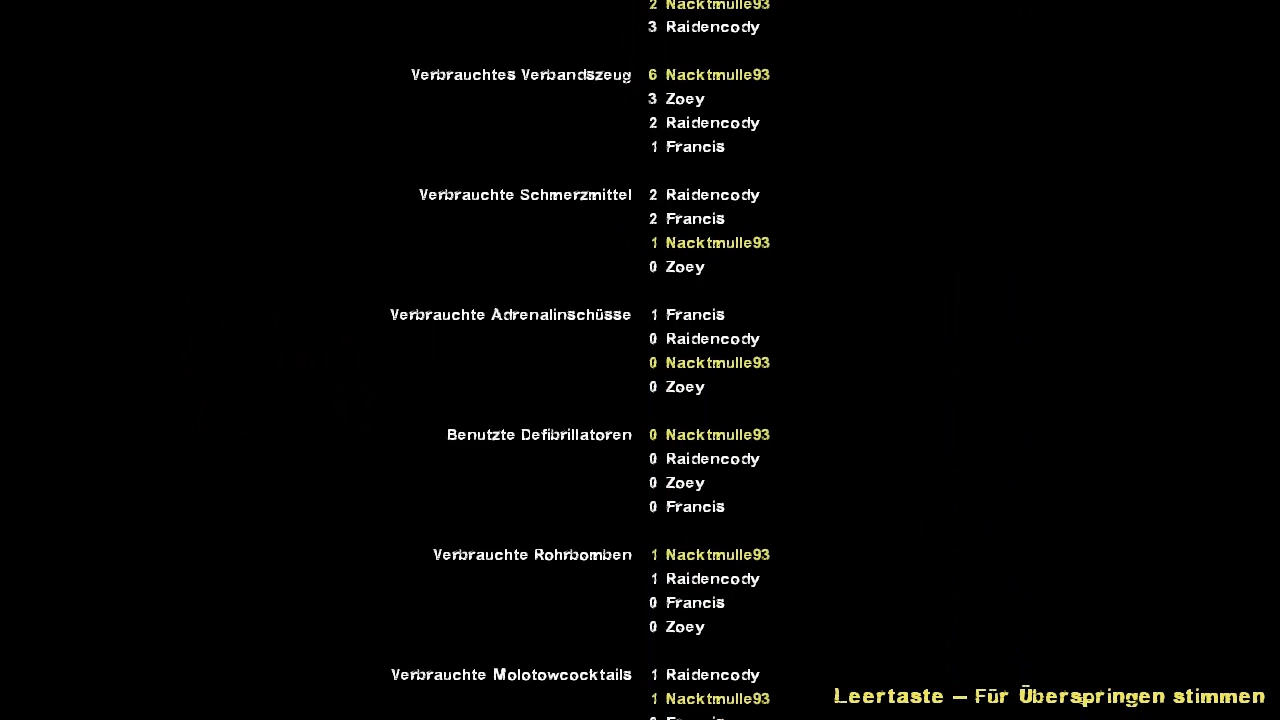 2 Nacktmulle93
3 Raidencody
Verbrauchtes Verbandszeug 6 Nacktmulle93
3 Zoey
2 Raidencody
1 Francis
Verbrauchte Schmerzmittel 2 Raidencody
2 Francis
1 Nacktmulle93
0 Zoey
Verbrauchte Adrenalinschüsse 1 Francis
0 Raidencody
0 Nacktmulle93
0 Zoey
Benutzte Defibrillatoren 0 Nacktmulle93
0 Raidencody
0 Zoey
0 Francis
Verbrauchte Rohrbomben 1 Nacktmulle93
1 Raidencody
0 Francis
0 Zoey
Verbrauchte Molotowcocktails 1 Raidencody
1 Nacktmulle93
Leertaste – Für Überspringen stimmen